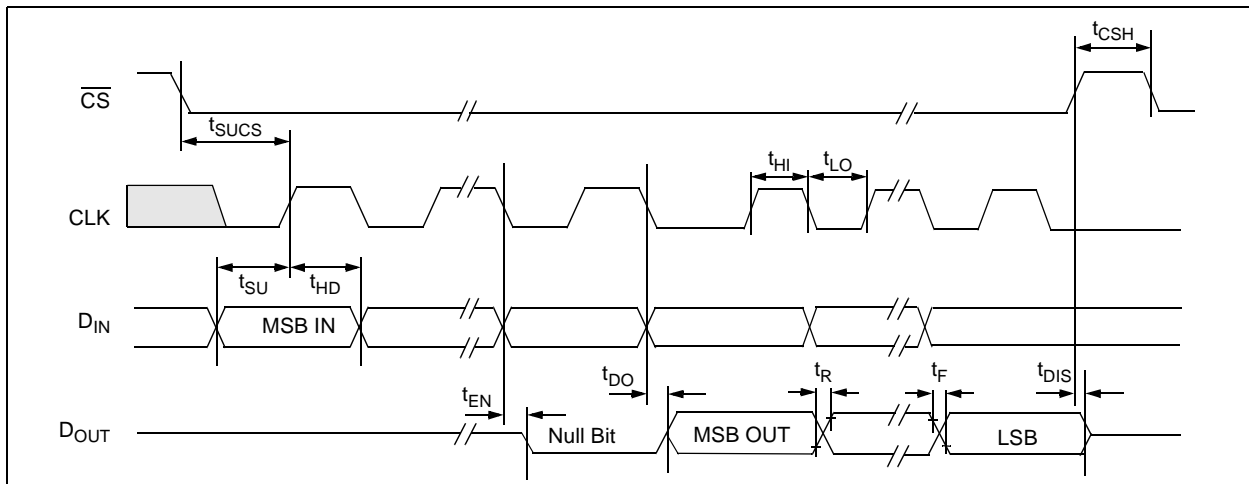 tCSH
CS
tSUCS
tHI
tLO
CLK
tSU
tHD
DIN
MSB IN
tEN
tDO
tR
tF
tDIS
DOUT
Null Bit
MSB OUT
LSB